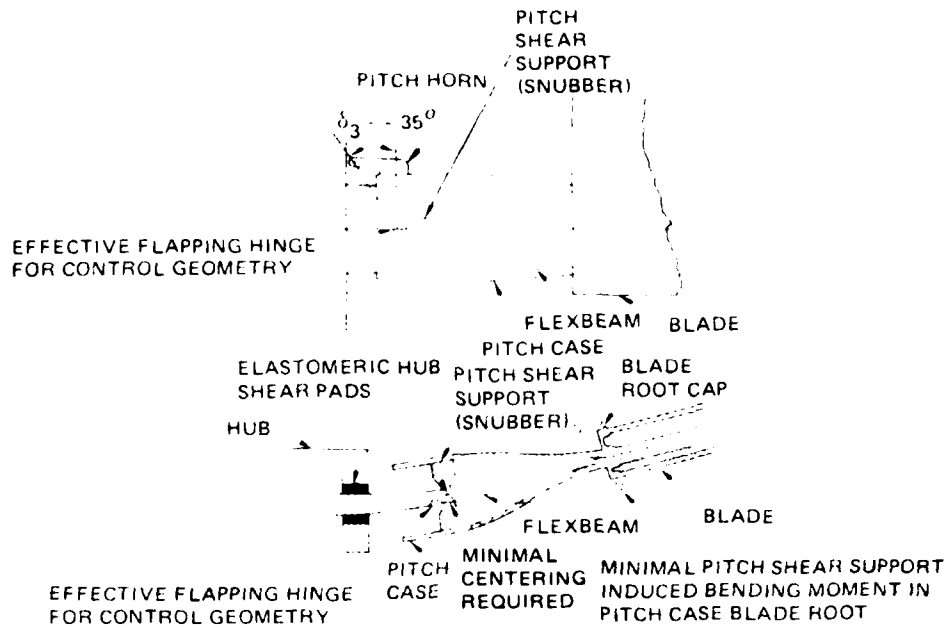 PITCH
SHEAR
SUPPORT
(SNUBBER)
PITCH HORN
δ3 - - 35°
EFFECTIVE FLAPPING HINGE
FOR CONTROL GEOMETRY
FLEXBEAM
BLADE
PITCH CASE
ELASTOMERIC HUB
SHEAR PADS
PITCH SHEAR
SUPPORT
(SNUBBER)
BLADE
ROOT CAP
HUB
FLEXBEAM
BLADE
PITCH
CASE
MINIMAL
CENTERING
REQUIRED
MINIMAL PITCH SHEAR SUPPORT
INDUCED BENDING MOMENT IN
PITCH CASE BLADE ROOT
EFFECTIVE FLAPPING HINGE
FOR CONTROL GEOMETRY